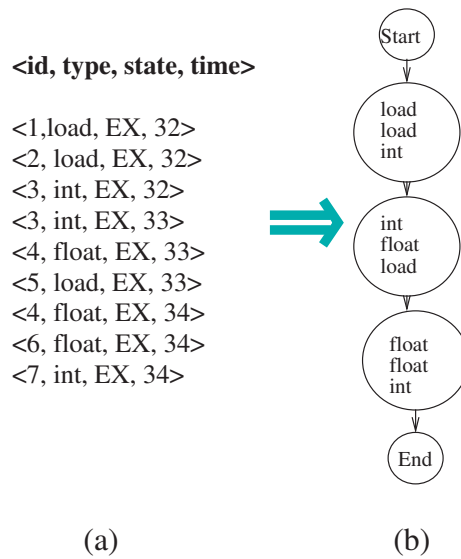 <id, type, state, time>
<1,load, EX, 32>
<2, load, EX, 32>
<3, int, EX, 32>
<3, int, EX, 33>
<4, float, EX, 33>
<5, load, EX, 33>
<4, float, EX, 34>
<6, float, EX, 34>
<7, int, EX, 34>
(a)
Start
load
load
int
int
float
load
float
float
int
End
(b)